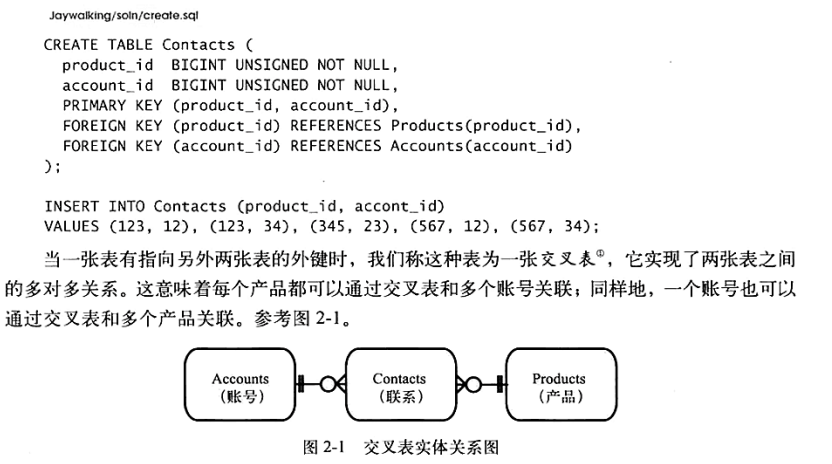 Jaywalking/soln/create.sql
CREATE TABLE Contacts (
product_id BIGINT UNSIGNED NOT NULL,
account_id BIGINT UNSIGNED NOT NULL,
PRIMARY KEY (product_id, account_id),
FOREIGN KEY (product_id) REFERENCES Products(product_id),
FOREIGN KEY (account_id) REFERENCES Accounts(account_id)
);
INSERT INTO Contacts (product_id, accont_id)
VALUES (123, 12), (123, 34), (345, 23), (567, 12), (567, 34);
当一张表有指向另外两张表的外键时，我们称这种表为一张交叉表①，它实现了两张表之间
的多对多关系。这意味着每个产品都可以通过交叉表和多个账号关联；同样地，一个账号也可以
通过交叉表和多个产品关联。参考图 2-1。
Accounts
（账号）
Contacts
（联系）
Products
（产品）
图 2-1 交叉表实体关系图